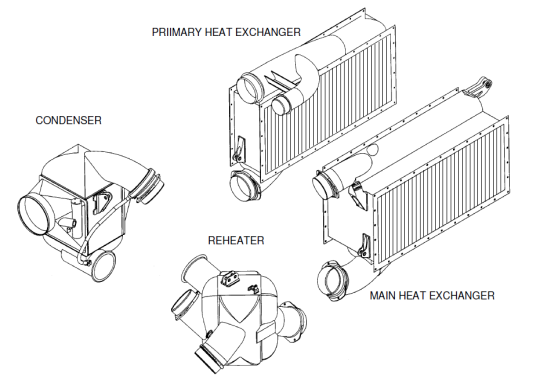 PRIIMARY HEAT EXCHANGER
CONDENSER
REHEATER
MAIN HEAT EXCHANGER